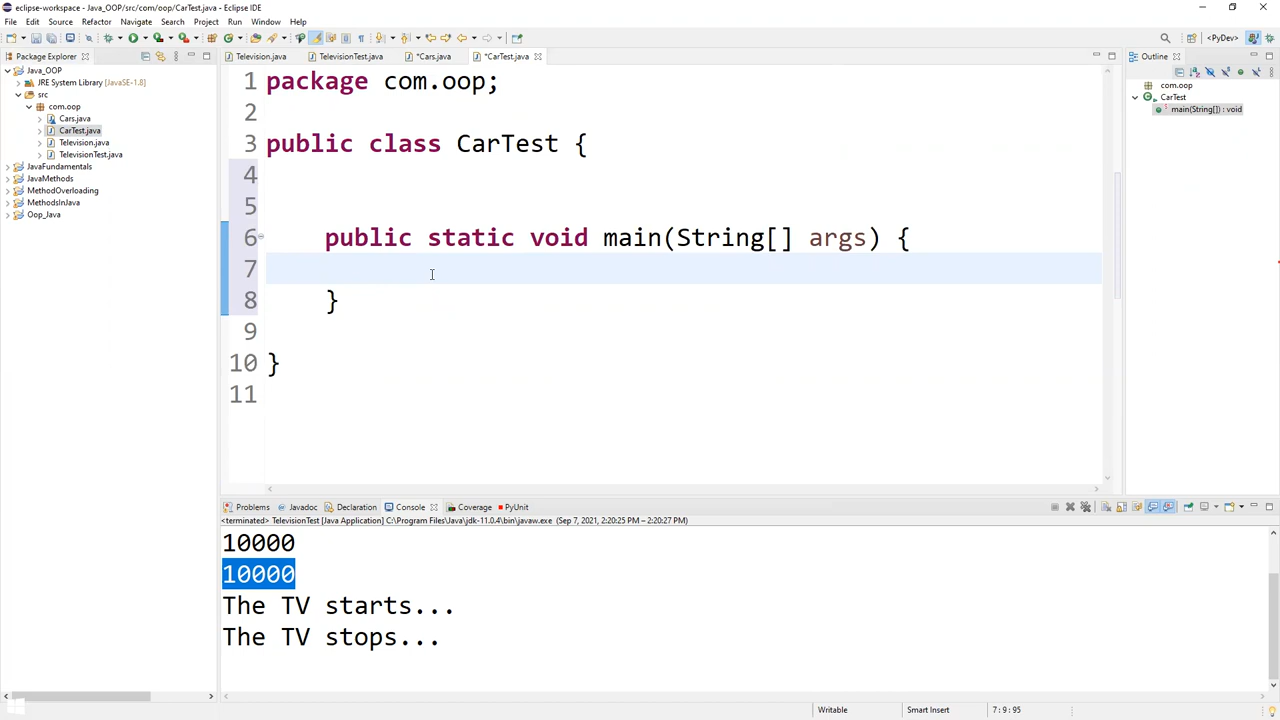 eclipse-workspace - Java_OOP/src/com/oop/CarTest.java - Eclipse IDE
File Edit Source Refactor Navigate Search Project Run Window Help
<PyDev>
Package Explorer
Television.java TelevisionTest.java *Cars.java *CarTest.java
Outline
Java_OOP
JRE System Library [JavaSE-1.8]
src
com.oop
Cars.java
CarTest.java
Television.java
TelevisionTest.java
JavaFundamentals
JavaMethods
MethodOverloading
MethodsInJava
Oop_Java
1 package com.oop;
2
3 public class CarTest {
4
5
6 public static void main(String[] args) {
7
8 }
9
10 }
11
com.oop
CarTest
main(String[]) : void
Problems Javadoc Declaration Console Coverage PyUnit
<terminated> TelevisionTest [Java Application] C:\Program Files\Java\jdk-11.0.4\bin\javaw.exe (Sep 7, 2021, 2:20:25 PM – 2:20:27 PM)
10000
10000
The TV starts...
The TV stops...
Writable Smart Insert 7 : 9 : 95